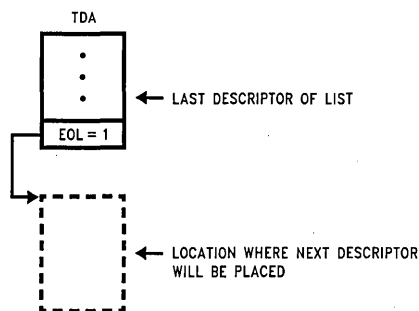 TDA
LAST DESCRIPTOR OF LIST
EOL = 1
LOCATION WHERE NEXT DESCRIPTOR
WILL BE PLACED